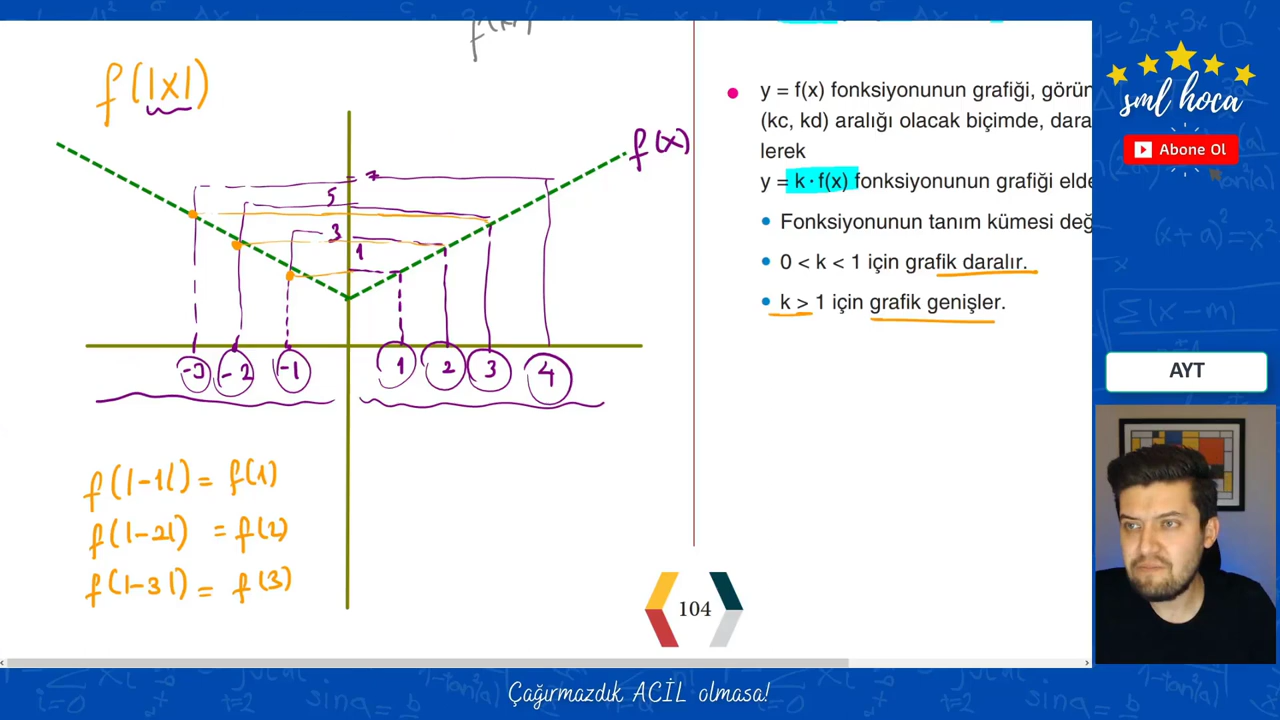 f(|x|)
f(x)
7
5
3
1
-3 -2 -1 1 2 3 4
f(|-1|) = f(1)
f(|-2|) = f(2)
f(|-3|) = f(3)
y = f(x) fonksiyonunun grafiği, görün
(kc, kd) aralığı olacak biçimde, dara
lerek
y = k·f(x) fonksiyonunun grafiği elde
Fonksiyonunun tanım kümesi değ
0 < k < 1 için grafik daralır.
k > 1 için grafik genişler.
104
sml hoca
Abone Ol
AYT
Çağırmazdık ACİL olmasa!